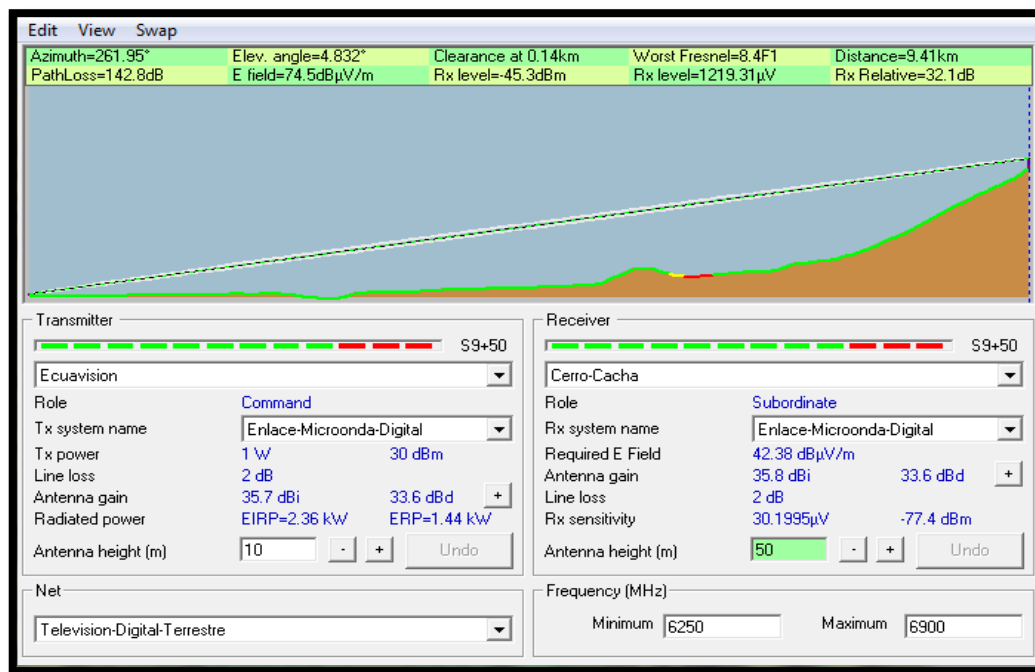 Edit View Swap
Azimuth=261.95° Elev. angle=4.832° Clearance at 0.14km Worst Fresnel=8.4F1 Distance=9.41km
PathLoss=142.8dB E field=74.5dBµV/m Rx level=-45.3dBm Rx level=1219.31µV Rx Relative=32.1dB
Transmitter
S9+50
Ecuavision
Role Command
Tx system name Enlace-Microonda-Digital
Tx power 1 W 30 dBm
Line loss 2 dB
Antenna gain 35.7 dBi 33.6 dBd +
Radiated power EIRP=2.36 kW ERP=1.44 kW
Antenna height (m) 10 - + Undo
Net
Television-Digital-Terrestre
Receiver
S9+50
Cerro-Cacha
Role Subordinate
Rx system name Enlace-Microonda-Digital
Required E Field 42.38 dBµV/m
Antenna gain 35.8 dBi 33.6 dBd +
Line loss 2 dB
Rx sensitivity 30.1995µV -77.4 dBm
Antenna height (m) 50 - + Undo
Frequency (MHz)
Minimum 6250 Maximum 6900